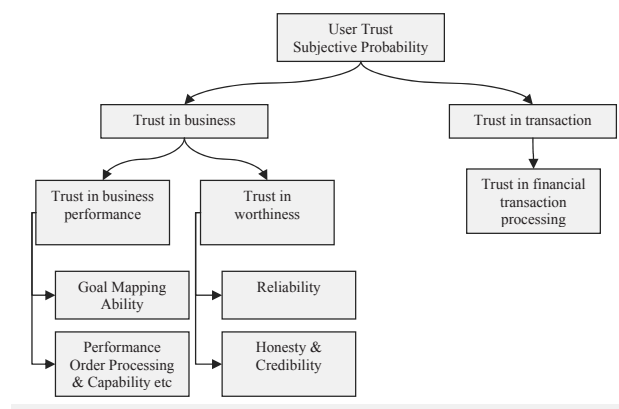 User Trust
Subjective Probability
Trust in business
Trust in transaction
Trust in business
performance
Trust in
worthiness
Trust in financial
transaction
processing
Goal Mapping
Ability
Reliability
Performance
Order Processing
& Capability etc
Honesty &
Credibility